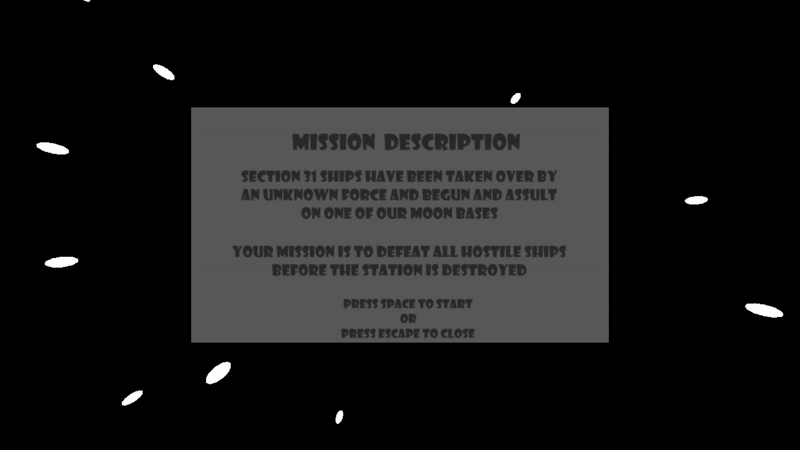 MISSION DESCRIPTION
SECTION 31 SHIPS HAVE BEEN TAKEN OVER BY
AN UNKNOWN FORCE AND BEGUN AND ASSULT
ON ONE OF OUR MOON BASES
YOUR MISSION IS TO DEFEAT ALL HOSTILE SHIPS
BEFORE THE STATION IS DESTROYED
PRESS SPACE TO START
OR
PRESS ESCAPE TO CLOSE